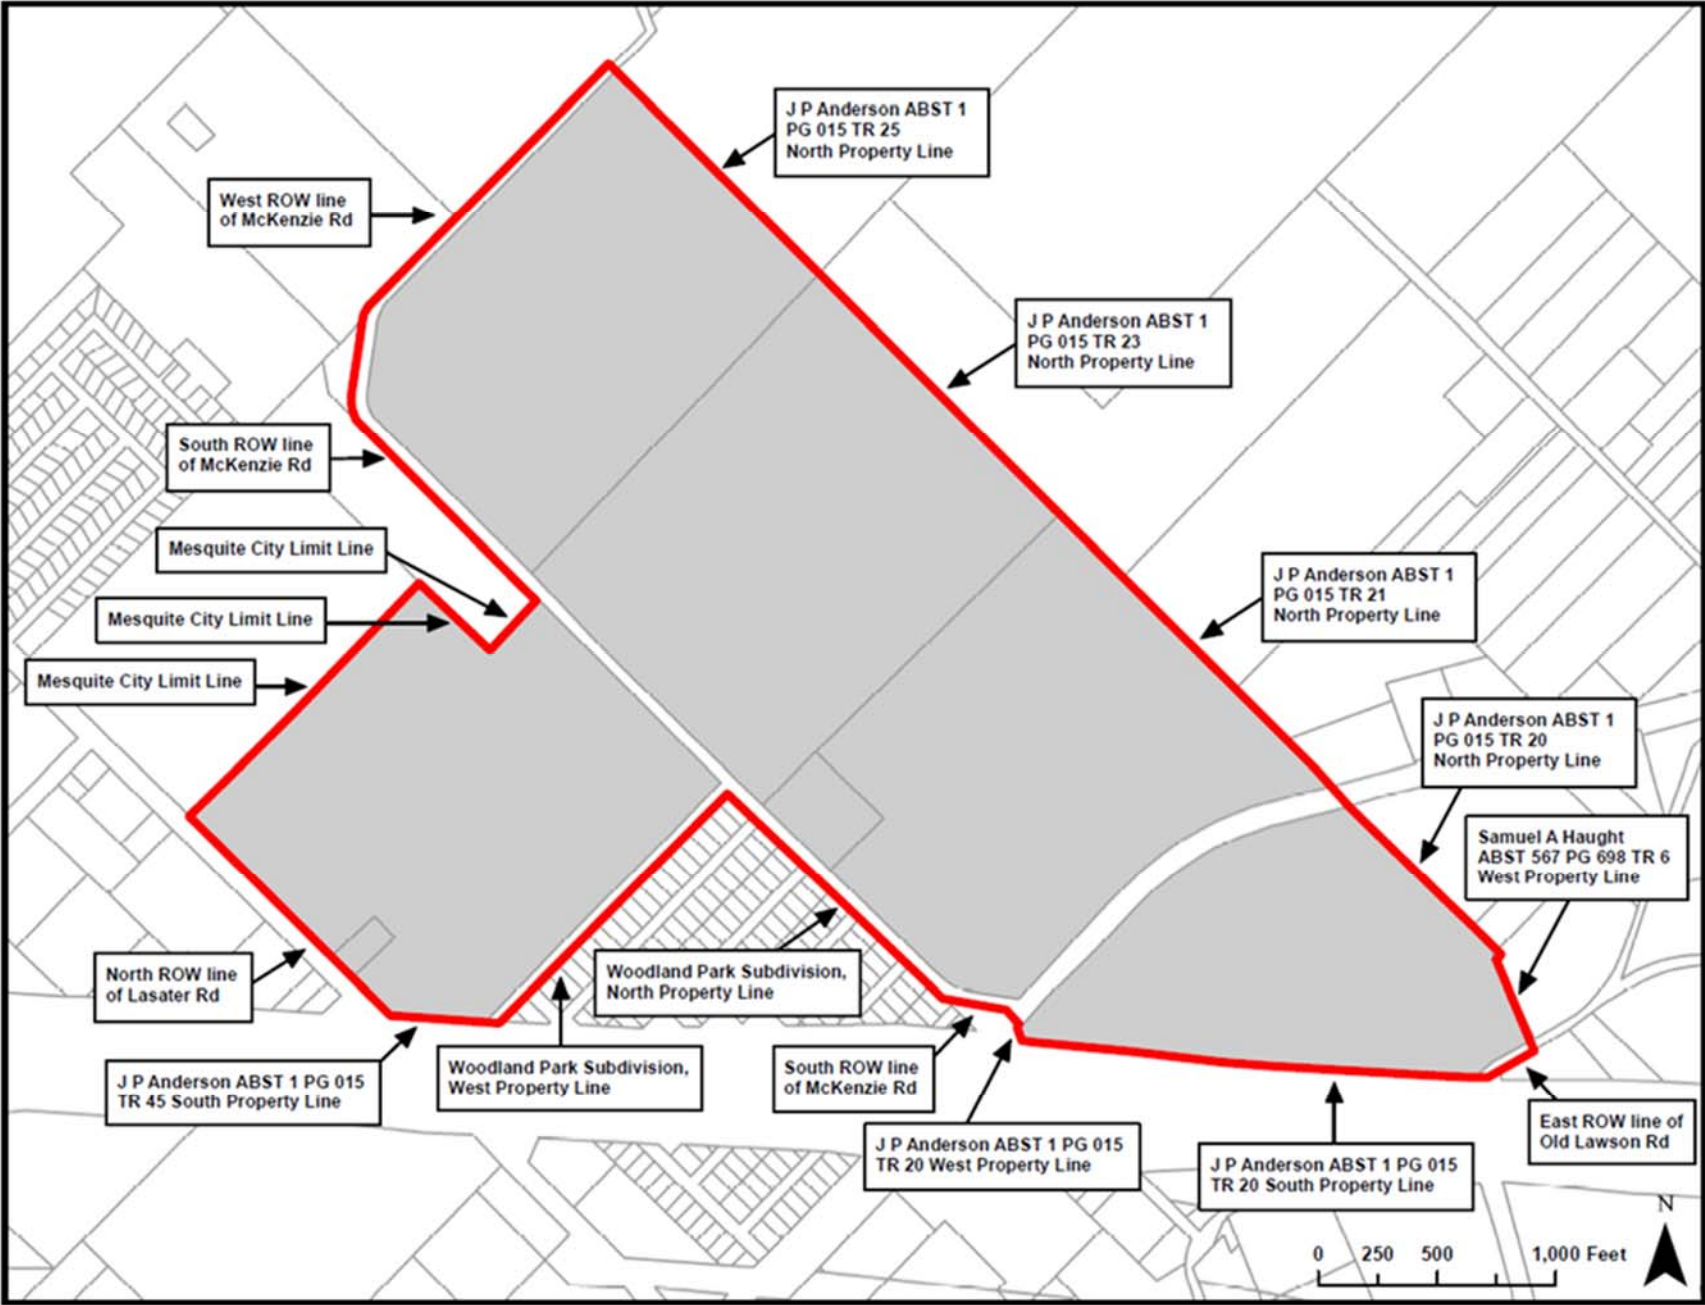 J P Anderson ABST 1
PG 015 TR 25
North Property Line
West ROW line
of McKenzie Rd
J P Anderson ABST 1
PG 015 TR 23
North Property Line
South ROW line
of McKenzie Rd
Mesquite City Limit Line
J P Anderson ABST 1
PG 015 TR 21
North Property Line
Mesquite City Limit Line
Mesquite City Limit Line
J P Anderson ABST 1
PG 015 TR 20
North Property Line
Samuel A Haught
ABST 567 PG 698 TR 6
West Property Line
North ROW line
of Lasater Rd
Woodland Park Subdivision,
North Property Line
J P Anderson ABST 1 PG 015
TR 45 South Property Line
Woodland Park Subdivision,
West Property Line
South ROW line
of McKenzie Rd
East ROW line of
Old Lawson Rd
J P Anderson ABST 1 PG 015
TR 20 West Property Line
J P Anderson ABST 1 PG 015
TR 20 South Property Line
N
0 250 500 1,000 Feet